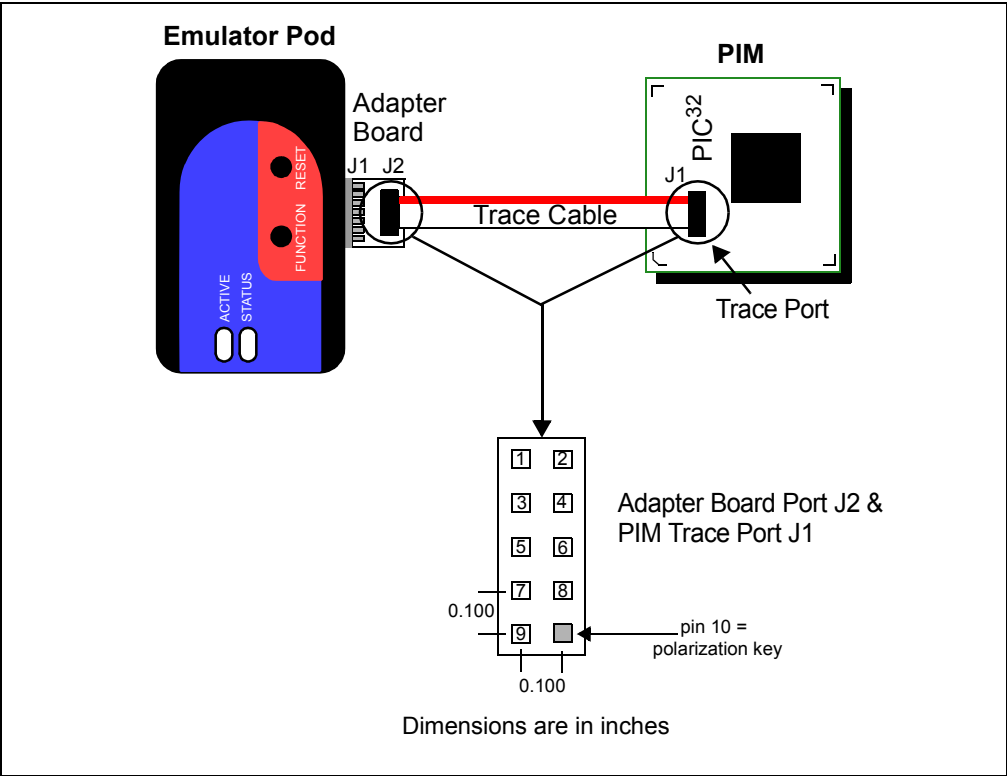 Emulator Pod
PIM
Adapter
Board
J1 J2
RESET
FUNCTION
ACTIVE
STATUS
Trace Cable
PIC32
J1
Trace Port
1 2
3 4
5 6
7 8
9
0.100
0.100
pin 10 =
polarization key
Adapter Board Port J2 &
PIM Trace Port J1
Dimensions are in inches